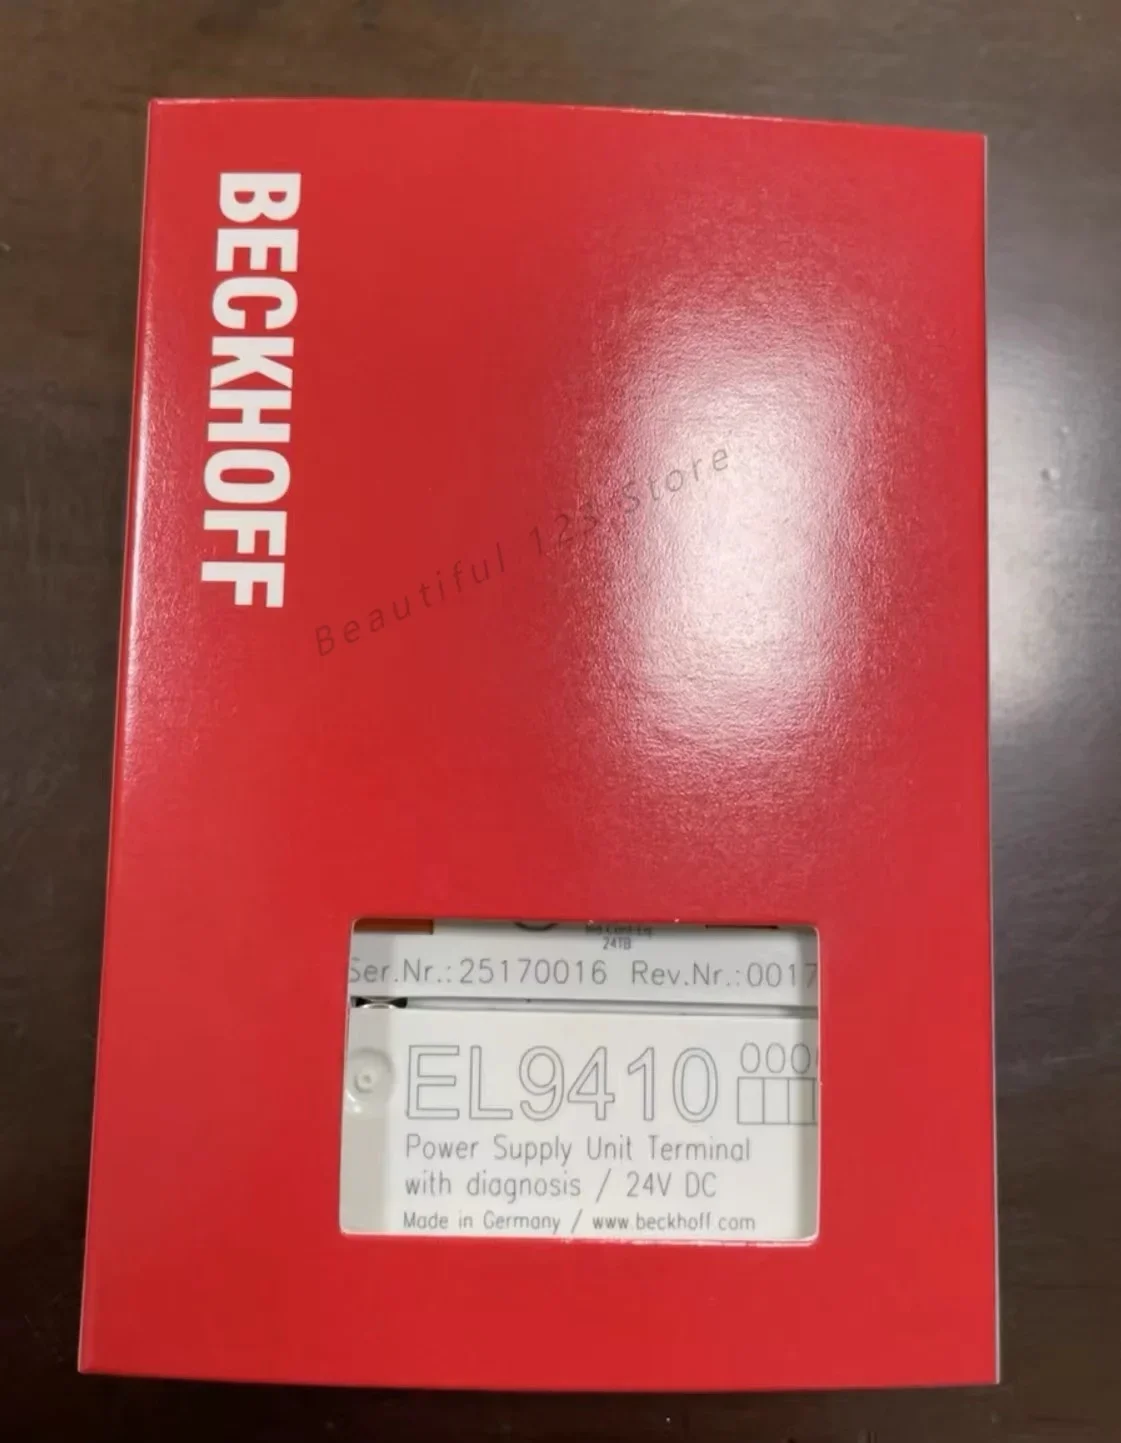 BECKHOFF
Beautiful 123 Store
24TB
Ser.Nr.:25170016 Rev.Nr.:0017
EL9410
Power Supply Unit Terminal
with diagnosis / 24V DC
Made in Germany / www.beckhoff.com